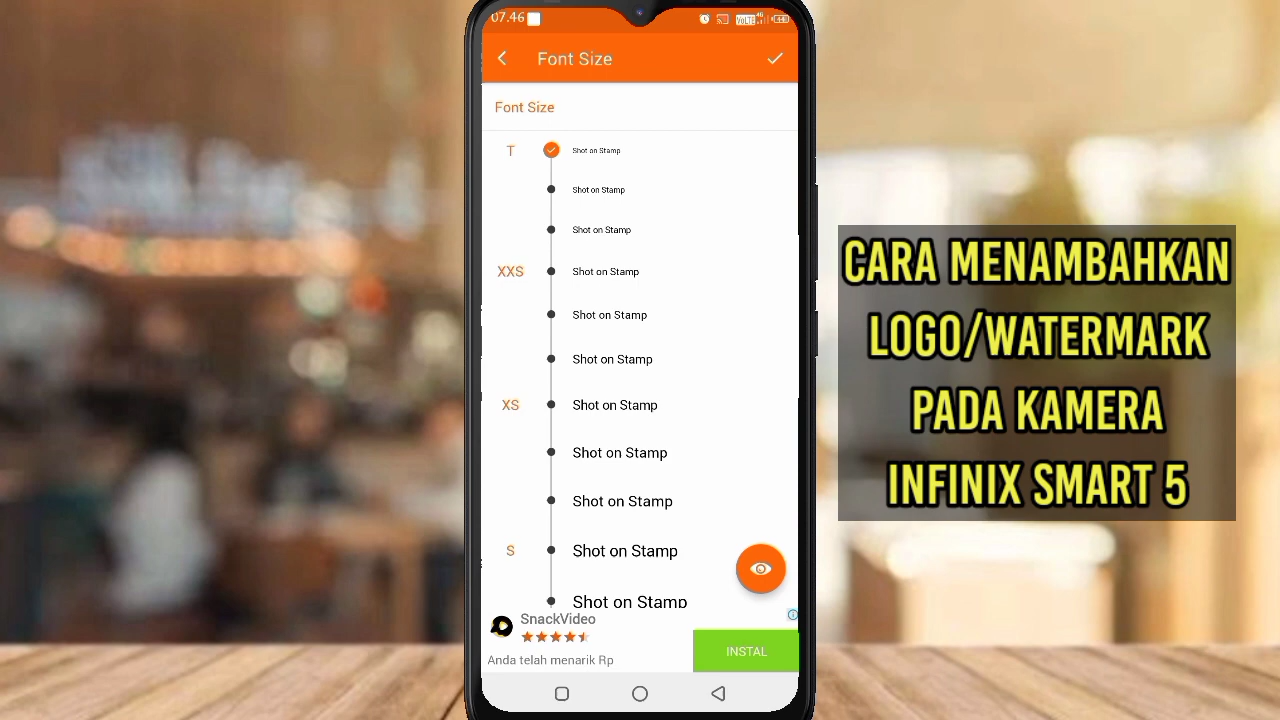 07.46
Font Size
Font Size
T Shot on Stamp
Shot on Stamp
Shot on Stamp
XXS Shot on Stamp
Shot on Stamp
Shot on Stamp
XS Shot on Stamp
Shot on Stamp
Shot on Stamp
S Shot on Stamp
Shot on Stamp
SnackVideo
Anda telah menarik Rp
INSTAL
CARA MENAMBAHKAN
LOGO/WATERMARK
PADA KAMERA
INFINIX SMART 5